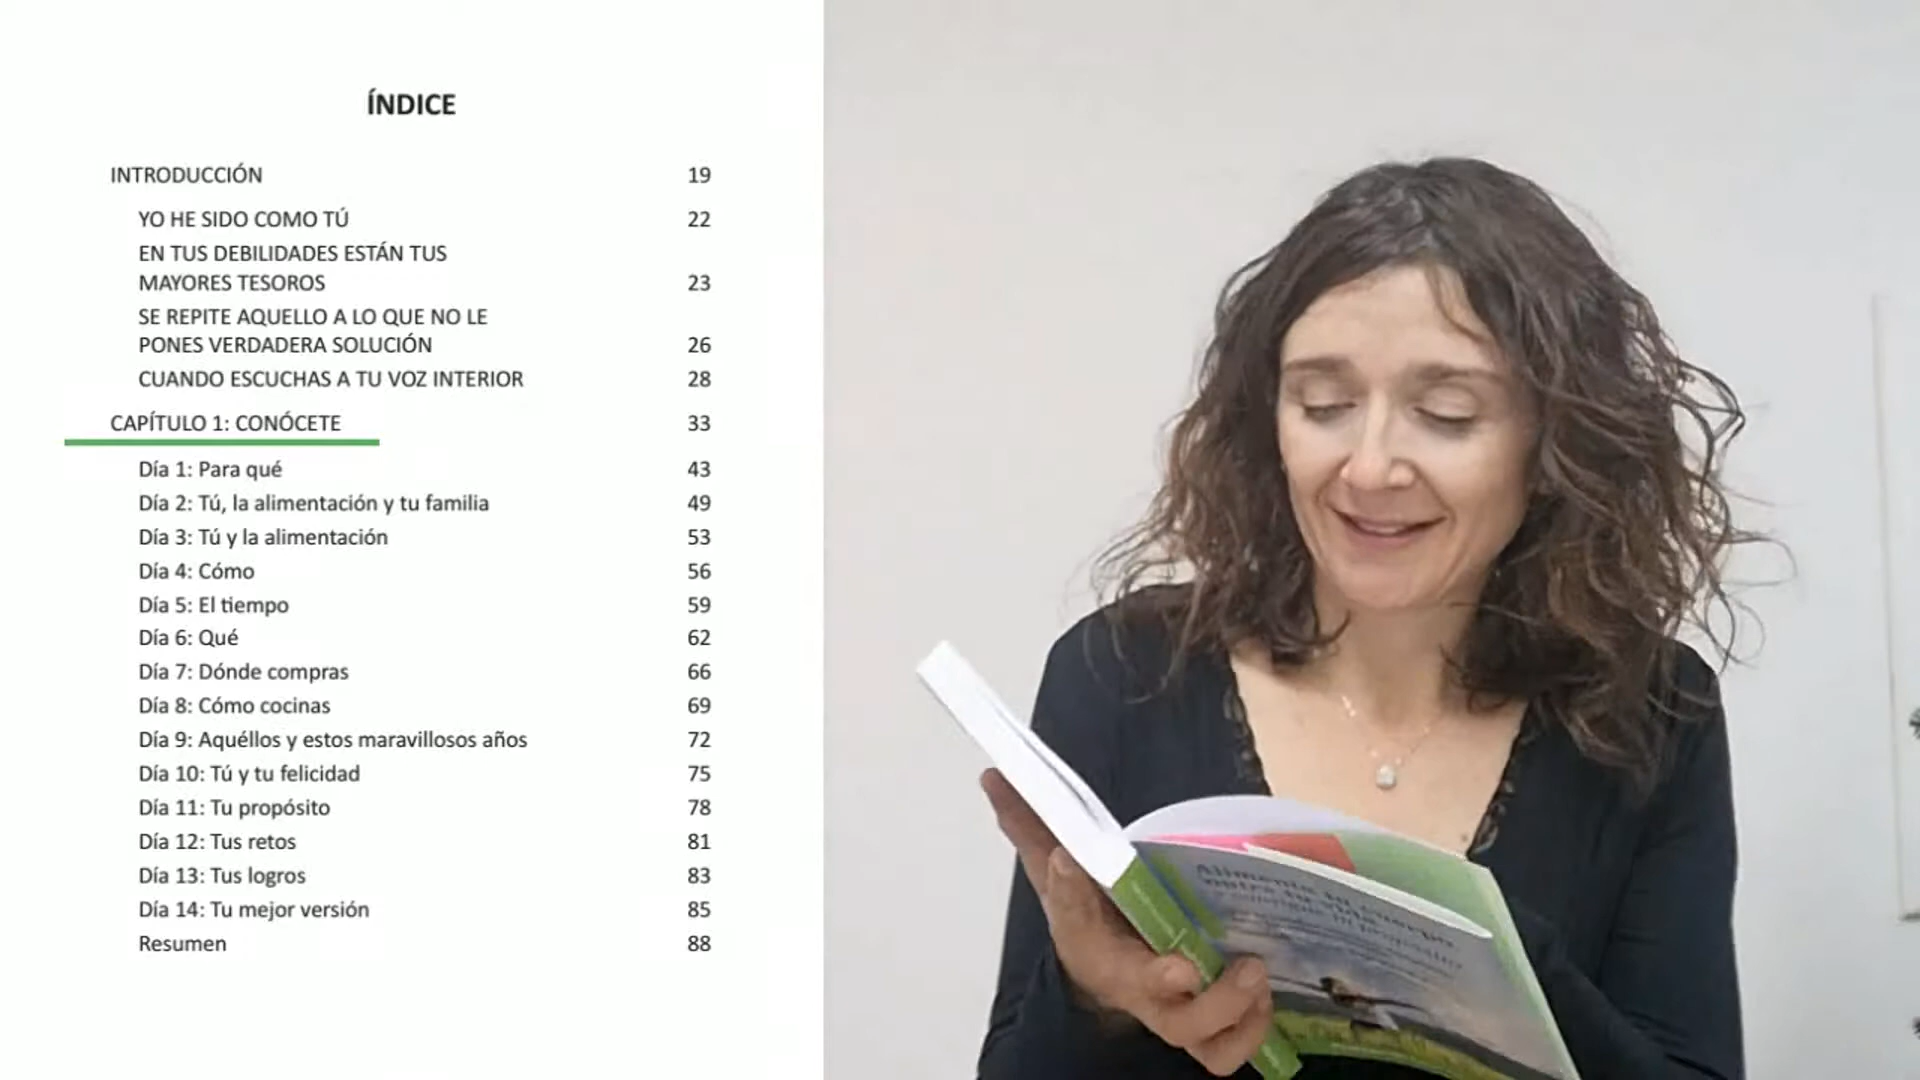 ÍNDICE
INTRODUCCIÓN 19
YO HE SIDO COMO TÚ 22
EN TUS DEBILIDADES ESTÁN TUS
MAYORES TESOROS 23
SE REPITE AQUELLO A LO QUE NO LE
PONES VERDADERA SOLUCIÓN 26
CUANDO ESCUCHAS A TU VOZ INTERIOR 28
CAPÍTULO 1: CONÓCETE 33
Día 1: Para qué 43
Día 2: Tú, la alimentación y tu familia 49
Día 3: Tú y la alimentación 53
Día 4: Cómo 56
Día 5: El tiempo 59
Día 6: Qué 62
Día 7: Dónde compras 66
Día 8: Cómo cocinas 69
Día 9: Aquéllos y estos maravillosos años 72
Día 10: Tú y tu felicidad 75
Día 11: Tu propósito 78
Día 12: Tus retos 81
Día 13: Tus logros 83
Día 14: Tu mejor versión 85
Resumen 88
Alimenta tu cuerpo